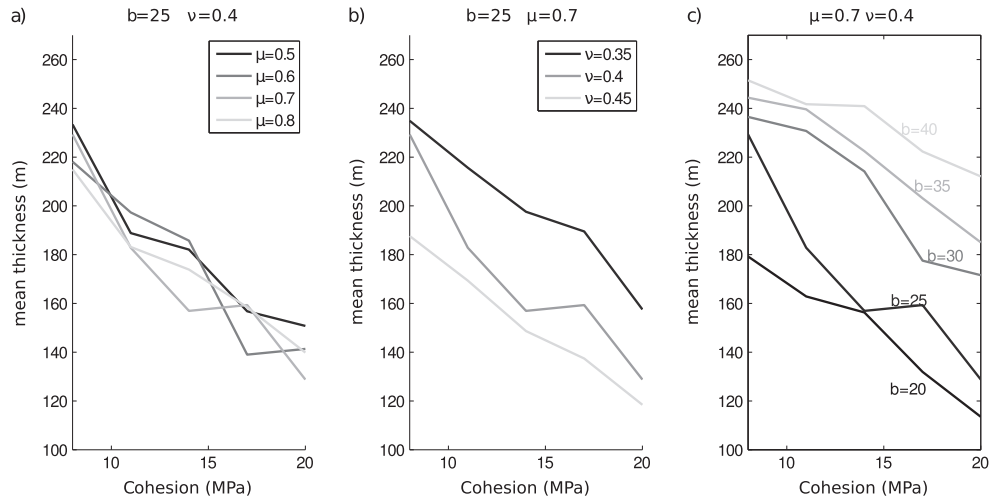 a)
b=25 ν=0.4
260
240
220
200
180
160
140
120
100
mean thickness (m)
μ=0.5
μ=0.6
μ=0.7
μ=0.8
10 15 20
Cohesion (MPa)
b)
b=25 μ=0.7
260
240
220
200
180
160
140
120
100
mean thickness (m)
ν=0.35
ν=0.4
ν=0.45
10 15 20
Cohesion (MPa)
c)
μ=0.7 ν=0.4
260
240
220
200
180
160
140
120
100
mean thickness (m)
b=40
b=35
b=30
b=25
b=20
10 15 20
Cohesion (MPa)